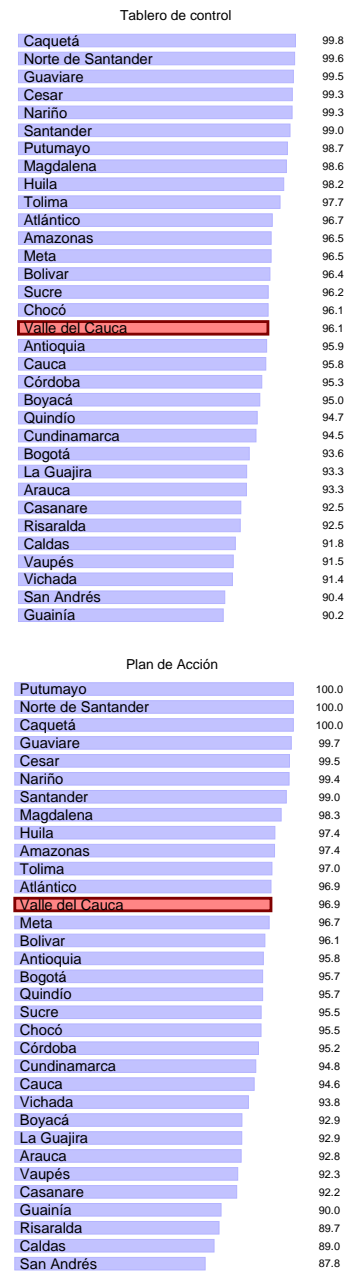 Tablero de control
Caquetá 99.8
Norte de Santander 99.6
Guaviare 99.5
Cesar 99.3
Nariño 99.3
Santander 99.0
Putumayo 98.7
Magdalena 98.6
Huila 98.2
Tolima 97.7
Atlántico 96.7
Amazonas 96.5
Meta 96.5
Bolivar 96.4
Sucre 96.2
Chocó 96.1
Valle del Cauca 96.1
Antioquia 95.9
Cauca 95.8
Córdoba 95.3
Boyacá 95.0
Quindío 94.7
Cundinamarca 94.5
Bogotá 93.6
La Guajira 93.3
Arauca 93.3
Casanare 92.5
Risaralda 92.5
Caldas 91.8
Vaupés 91.5
Vichada 91.4
San Andrés 90.4
Guainía 90.2
Plan de Acción
Putumayo 100.0
Norte de Santander 100.0
Caquetá 100.0
Guaviare 99.7
Cesar 99.5
Nariño 99.4
Santander 99.0
Magdalena 98.3
Huila 97.4
Amazonas 97.4
Tolima 97.0
Atlántico 96.9
Valle del Cauca 96.9
Meta 96.7
Bolivar 96.1
Antioquia 95.8
Bogotá 95.7
Quindío 95.7
Sucre 95.5
Chocó 95.5
Córdoba 95.2
Cundinamarca 94.8
Cauca 94.6
Vichada 93.8
Boyacá 92.9
La Guajira 92.9
Arauca 92.8
Vaupés 92.3
Casanare 92.2
Guainía 90.0
Risaralda 89.7
Caldas 89.0
San Andrés 87.8